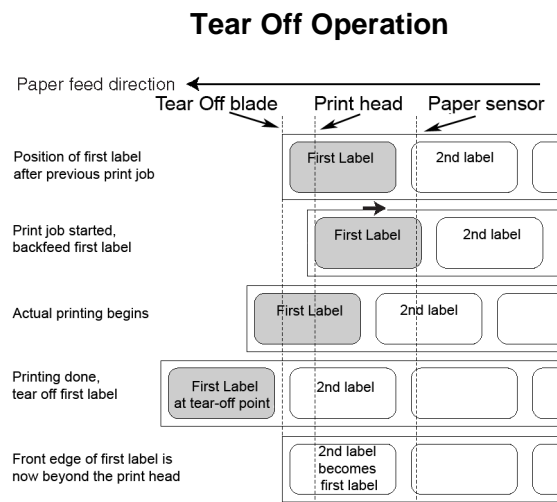 Tear Off Operation
Paper feed direction
Tear Off blade
Print head
Paper sensor
Position of first label
after previous print job
First Label
2nd label
Print job started,
backfeed first label
First Label
2nd label
Actual printing begins
First Label
2nd label
Printing done,
tear off first label
First Label
at tear-off point
2nd label
Front edge of first label is
now beyond the print head
2nd label
becomes
first label